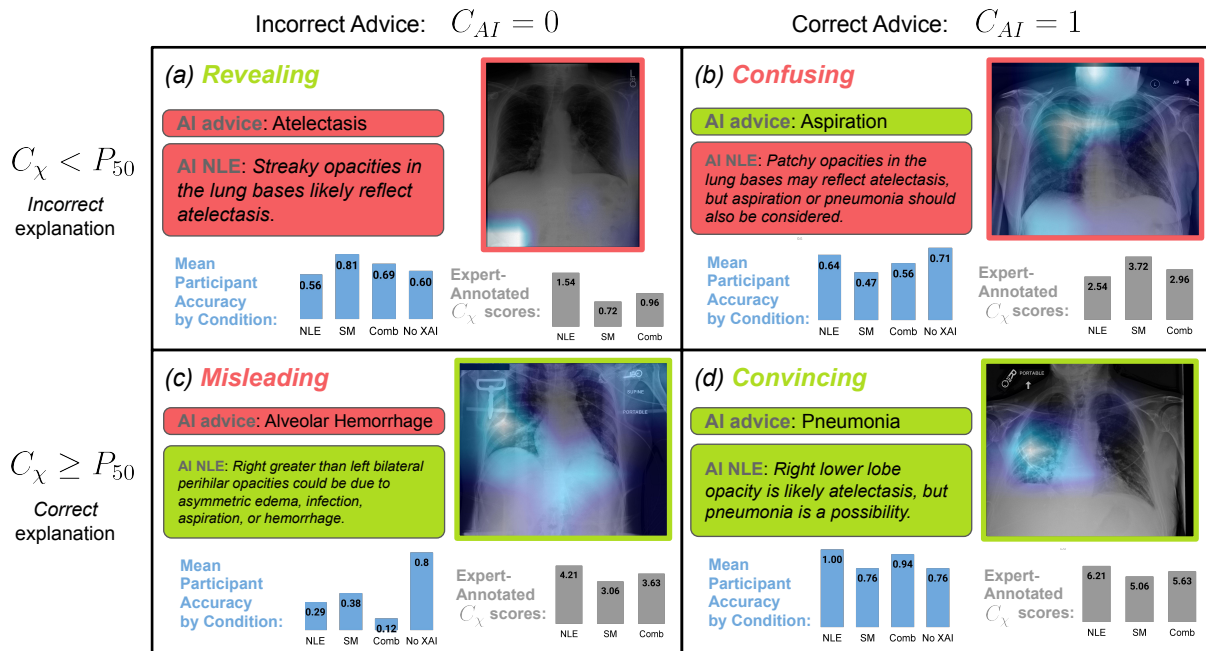 Incorrect Advice: C_{AI} = 0
Correct Advice: C_{AI} = 1
C_χ < P_{50}
Incorrect
explanation
(a) Revealing
AI advice: Atelectasis
AI NLE: Streaky opacities in
the lung bases likely reflect
atelectasis.
Mean
Participant
Accuracy
by Condition:
0.56
0.81
0.69
0.60
NLE
SM
Comb
No XAI
Expert-
Annotated
C_χ scores:
1.54
0.72
0.96
NLE
SM
Comb
(b) Confusing
AP
AI advice: Aspiration
AI NLE: Patchy opacities in the
lung bases may reflect atelectasis,
but aspiration or pneumonia should
also be considered.
Mean
Participant
Accuracy
by Condition:
0.64
0.47
0.56
0.71
NLE
SM
Comb
No XAI
Expert-
Annotated
C_χ scores:
2.54
3.72
2.96
NLE
SM
Comb
C_χ ≥ P_{50}
Correct
explanation
(c) Misleading
SUPINE
PORTABLE
AI advice: Alveolar Hemorrhage
AI NLE: Right greater than left bilateral
perihilar opacities could be due to
asymmetric edema, infection,
aspiration, or hemorrhage.
Mean
Participant
Accuracy
by Condition:
0.29
0.38
0.12
0.8
NLE
SM
Comb
No XAI
Expert-
Annotated
C_χ scores:
4.21
3.06
3.63
NLE
SM
Comb
(d) Convincing
PORTABLE
AI advice: Pneumonia
AI NLE: Right lower lobe
opacity is likely atelectasis, but
pneumonia is a possibility.
Mean
Participant
Accuracy
by Condition:
1.00
0.76
0.94
0.76
NLE
SM
Comb
No XAI
Expert-
Annotated
C_χ scores:
6.21
5.06
5.63
NLE
SM
Comb